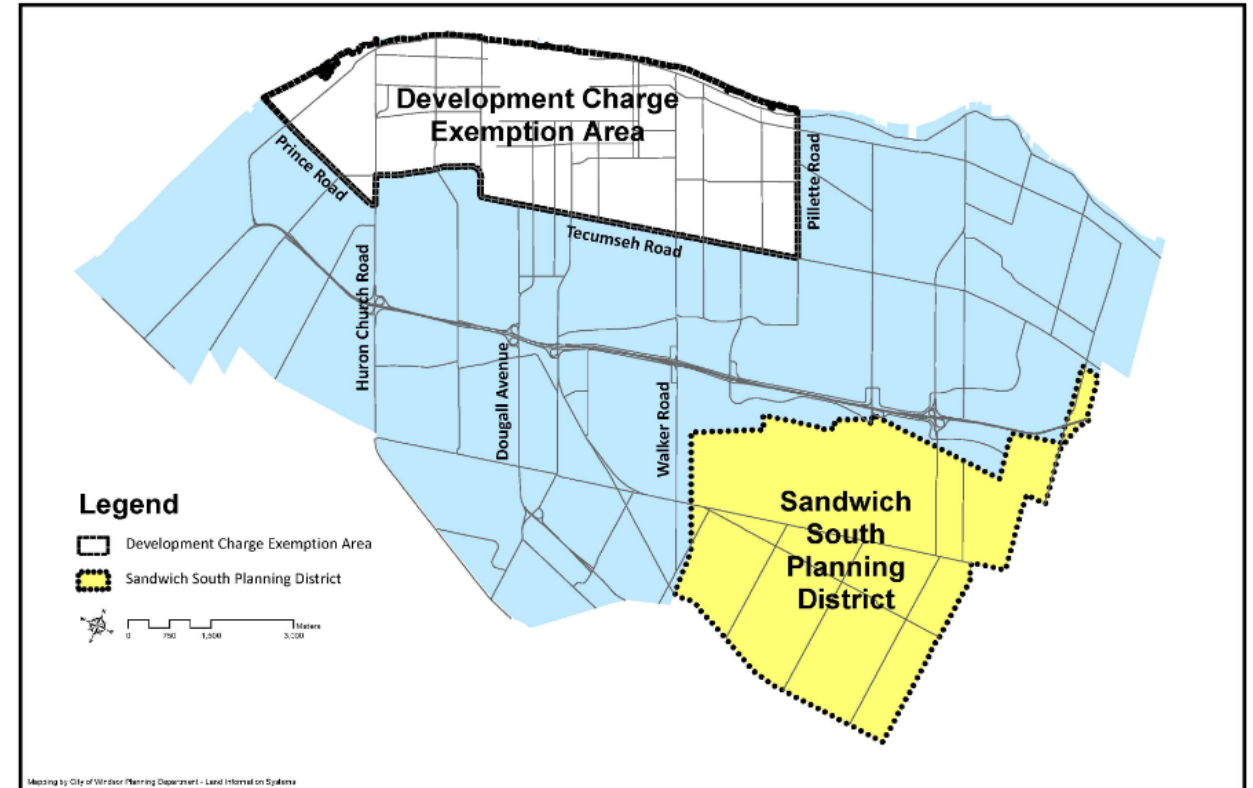 Development Charge
Exemption Area
Prince Road
Pillette Road
Tecumseh Road
Huron Church Road
Dougall Avenue
Walker Road
Sandwich
South
Planning
District
Legend
Development Charge Exemption Area
Sandwich South Planning District
Meters
0 750 1,500 3,000
Mapping by City of Windsor Planning Department - Land Information Systems